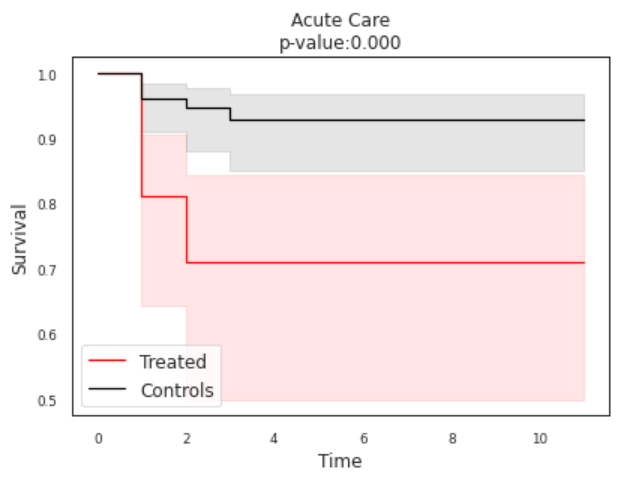 Acute Care
p-value:0.000
1.0
0.9
0.8
0.7
0.6
0.5
Survival
Treated
Controls
0 2 4 6 8 10
Time